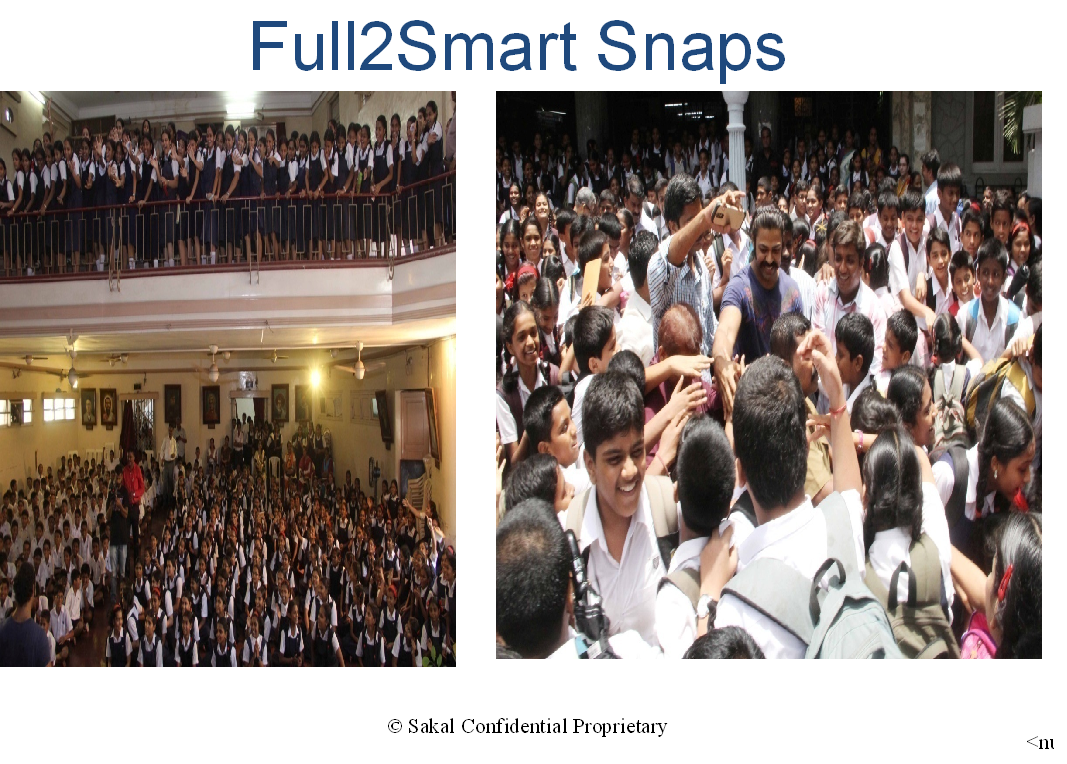 Full2Smart Snaps
© Sakal Confidential Proprietary
<nu